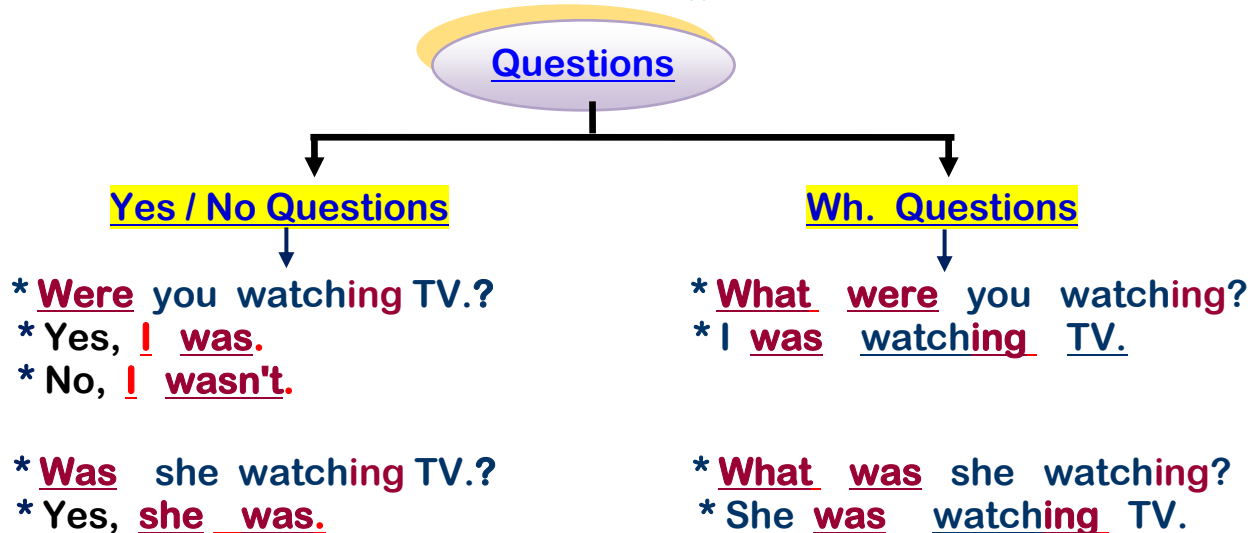 Questions
Yes / No Questions
* Were you watching TV.?
* Yes, I was.
* No, I wasn't.
* Was she watching TV.?
* Yes, she was.
Wh. Questions
* What were you watching?
* I was watching TV.
* What was she watching?
* She was watching TV.